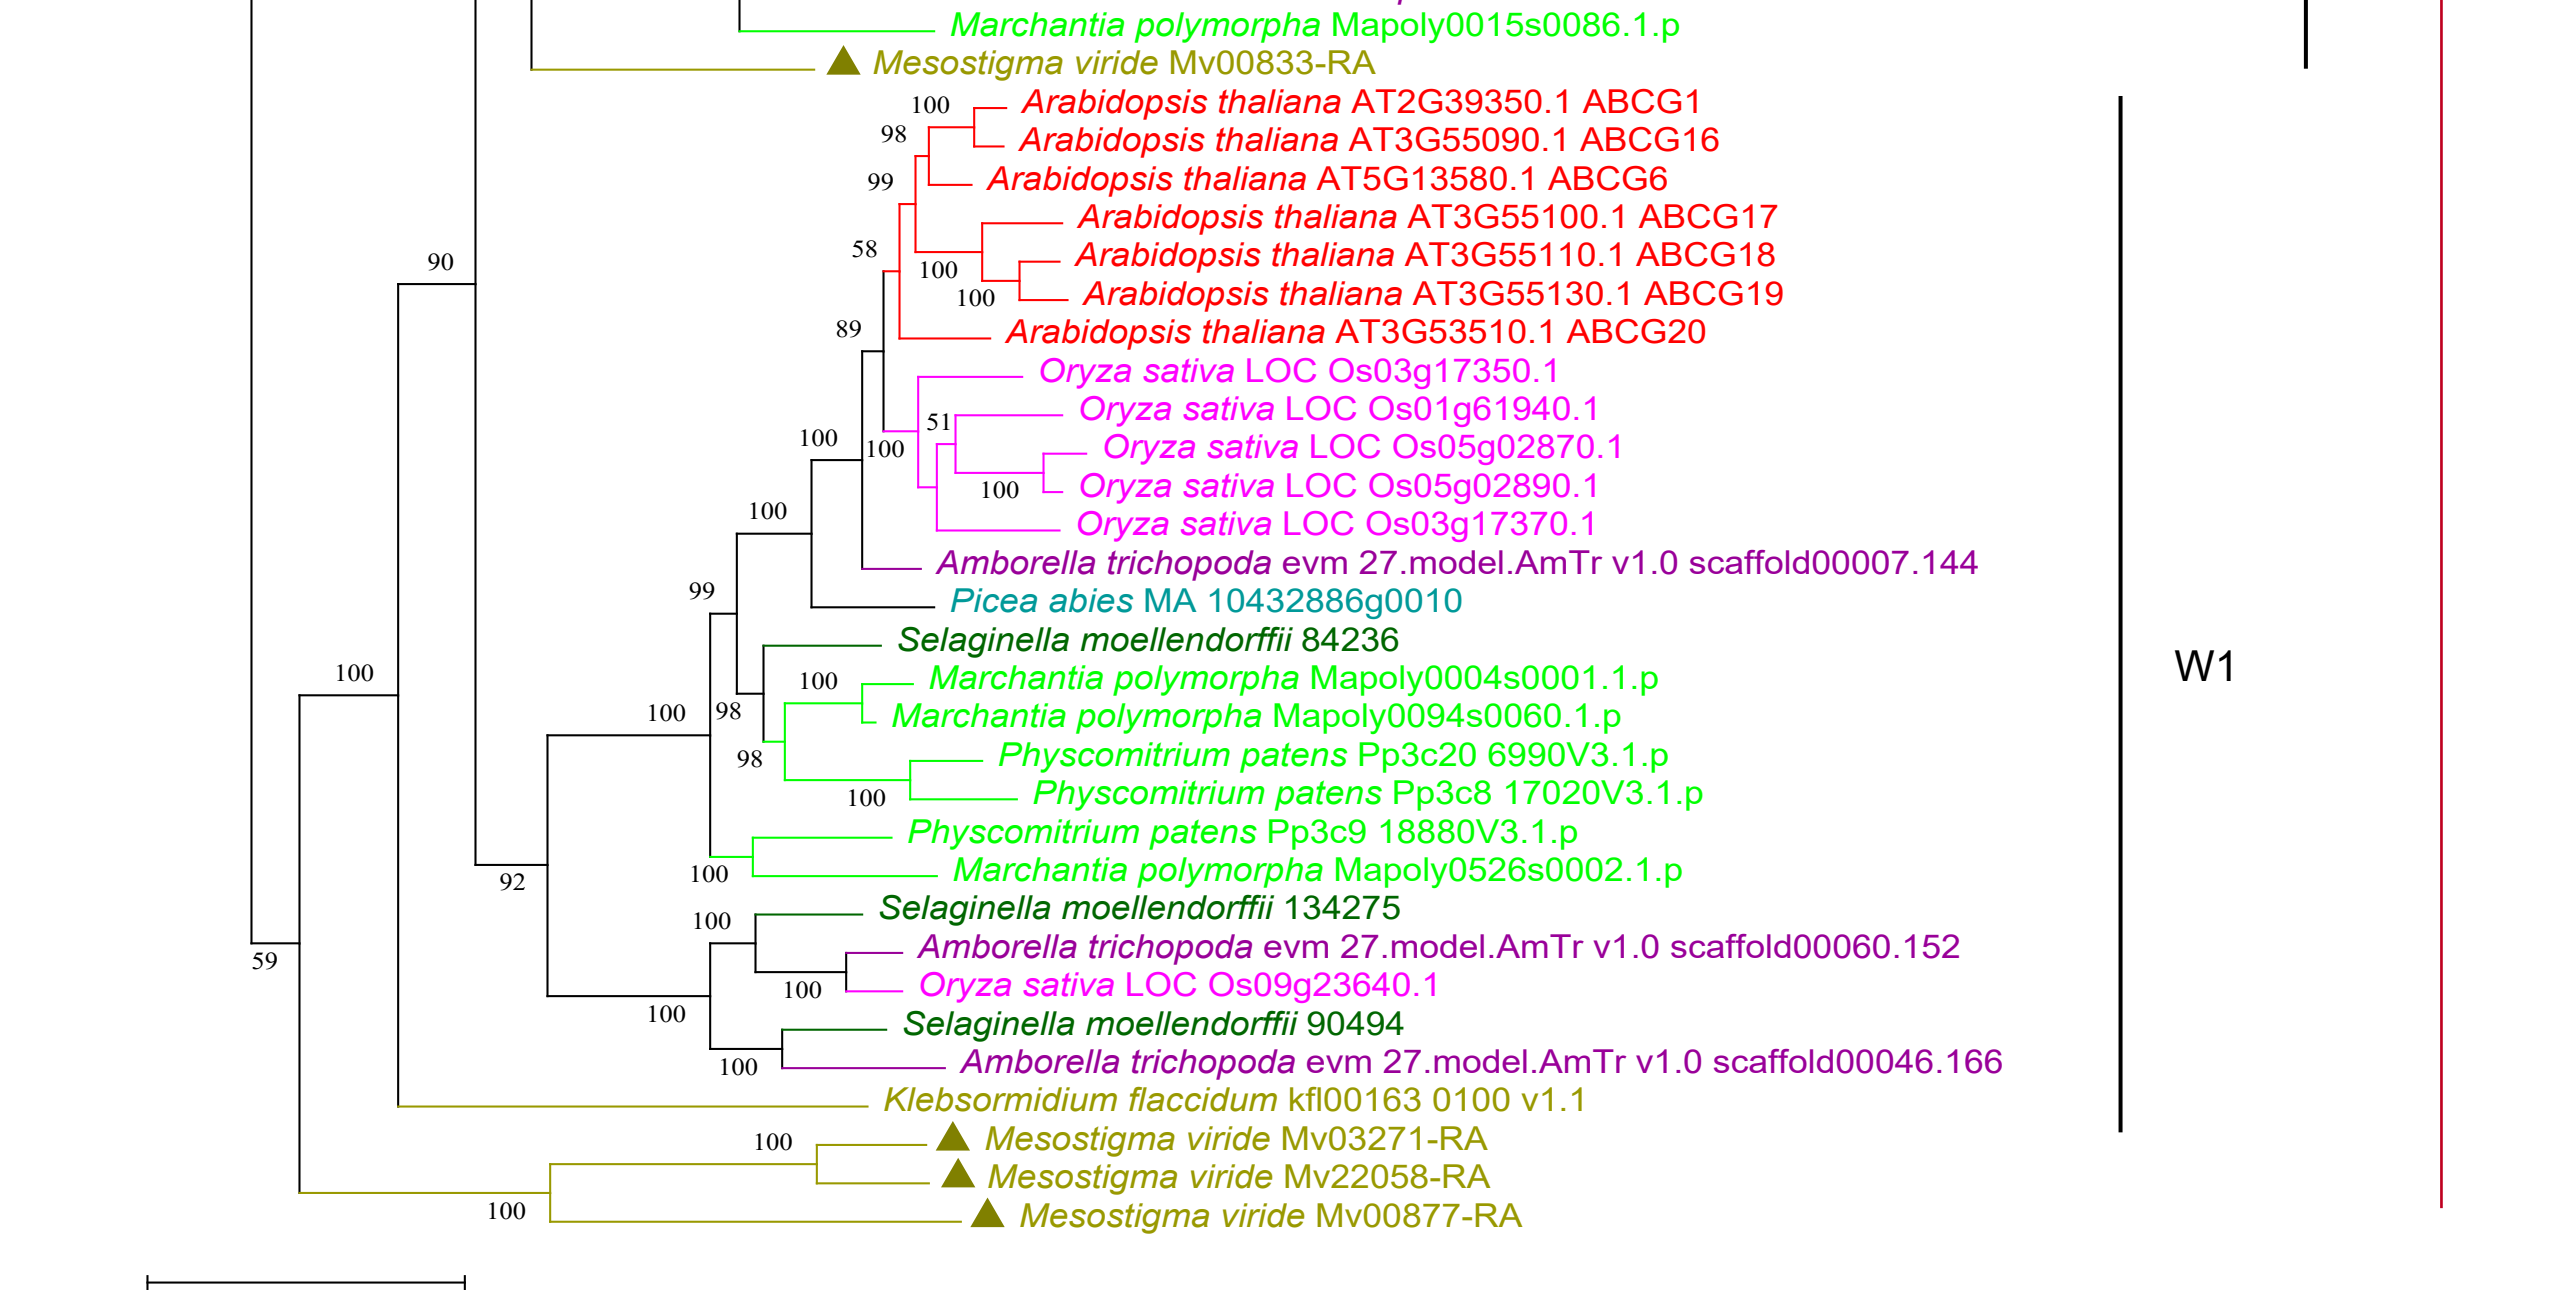 Marchantia polymorpha Mapoly0015s0086.1.p
Mesostigma viride Mv00833-RA
100 Arabidopsis thaliana AT2G39350.1 ABCG1
98 Arabidopsis thaliana AT3G55090.1 ABCG16
99 Arabidopsis thaliana AT5G13580.1 ABCG6
Arabidopsis thaliana AT3G55100.1 ABCG17
58 Arabidopsis thaliana AT3G55110.1 ABCG18
90 100
100 Arabidopsis thaliana AT3G55130.1 ABCG19
89 Arabidopsis thaliana AT3G53510.1 ABCG20
Oryza sativa LOC Os03g17350.1
51 Oryza sativa LOC Os01g61940.1
100 100 Oryza sativa LOC Os05g02870.1
100 Oryza sativa LOC Os05g02890.1
100 Oryza sativa LOC Os03g17370.1
Amborella trichopoda evm 27.model.AmTr v1.0 scaffold00007.144
99 Picea abies MA 10432886g0010
Selaginella moellendorffii 84236
W1
100 100 Marchantia polymorpha Mapoly0004s0001.1.p
100 98 Marchantia polymorpha Mapoly0094s0060.1.p
98 Physcomitrium patens Pp3c20 6990V3.1.p
100 Physcomitrium patens Pp3c8 17020V3.1.p
Physcomitrium patens Pp3c9 18880V3.1.p
92 100 Marchantia polymorpha Mapoly0526s0002.1.p
100 Selaginella moellendorffii 134275
59 Amborella trichopoda evm 27.model.AmTr v1.0 scaffold00060.152
100 Oryza sativa LOC Os09g23640.1
100 Selaginella moellendorffii 90494
100 Amborella trichopoda evm 27.model.AmTr v1.0 scaffold00046.166
Klebsormidium flaccidum kfl00163 0100 v1.1
100 Mesostigma viride Mv03271-RA
Mesostigma viride Mv22058-RA
100 Mesostigma viride Mv00877-RA